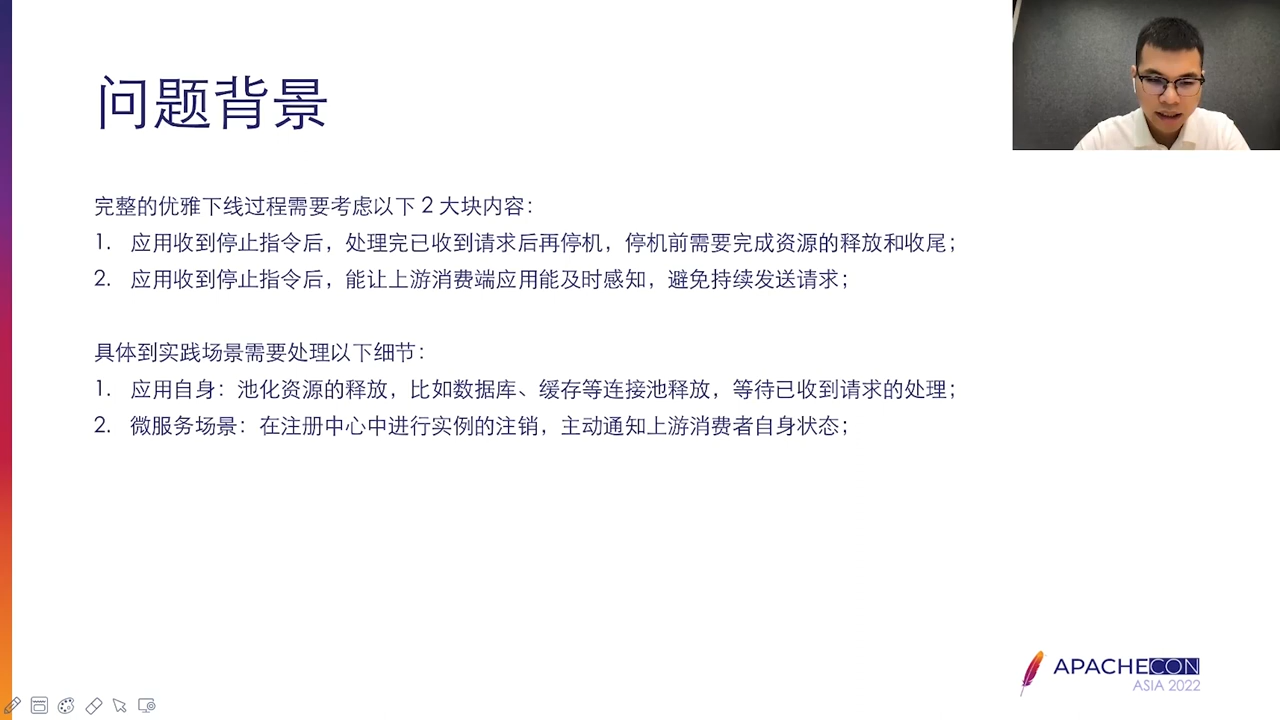 问题背景
完整的优雅下线过程需要考虑以下 2 大块内容：
1. 应用收到停止指令后，处理完已收到请求后再停机，停机前需要完成资源的释放和收尾；
2. 应用收到停止指令后，能让上游消费端应用能及时感知，避免持续发送请求；
具体到实践场景需要处理以下细节：
1. 应用自身：池化资源的释放，比如数据库、缓存等连接池释放，等待已收到请求的处理；
2. 微服务场景：在注册中心中进行实例的注销，主动通知上游消费者自身状态；
APACHECON
ASIA 2022